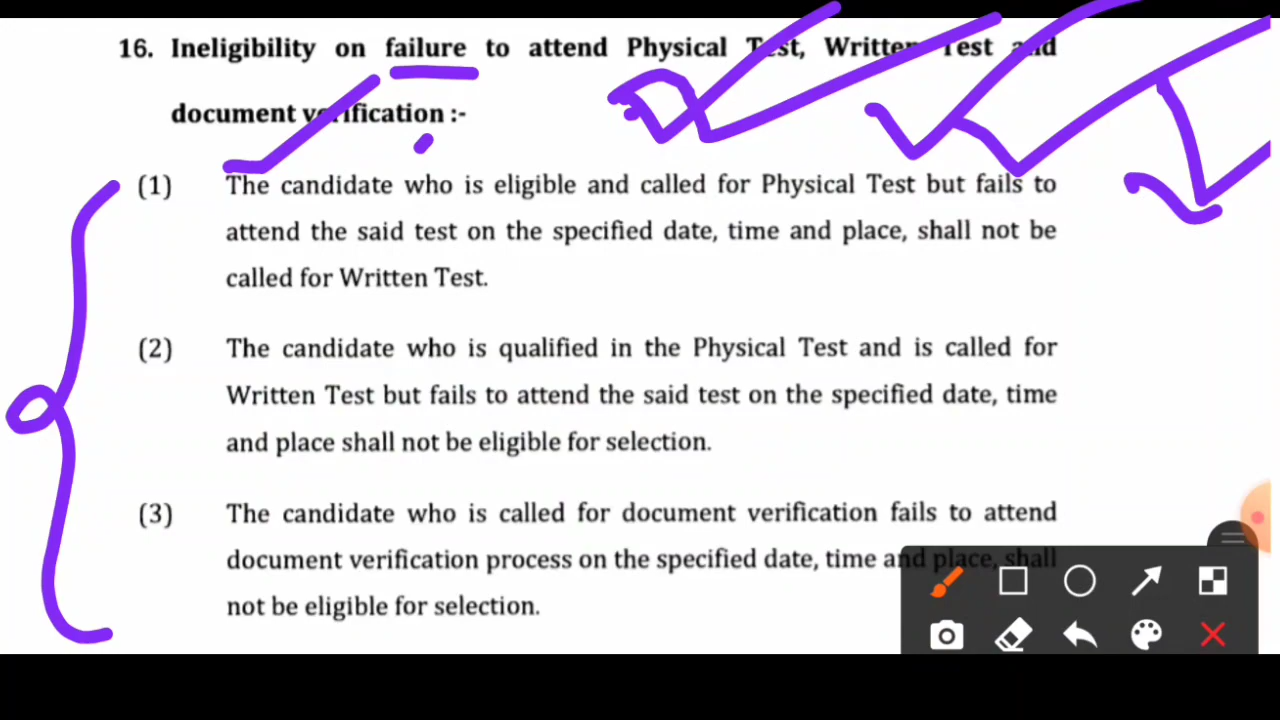 16. Ineligibility on failure to attend Physical Test, Written Test and
document verification :-
(1) The candidate who is eligible and called for Physical Test but fails to
attend the said test on the specified date, time and place, shall not be
called for Written Test.
(2) The candidate who is qualified in the Physical Test and is called for
Written Test but fails to attend the said test on the specified date, time
and place shall not be eligible for selection.
(3) The candidate who is called for document verification fails to attend
document verification process on the specified date, time and place, shall
not be eligible for selection.